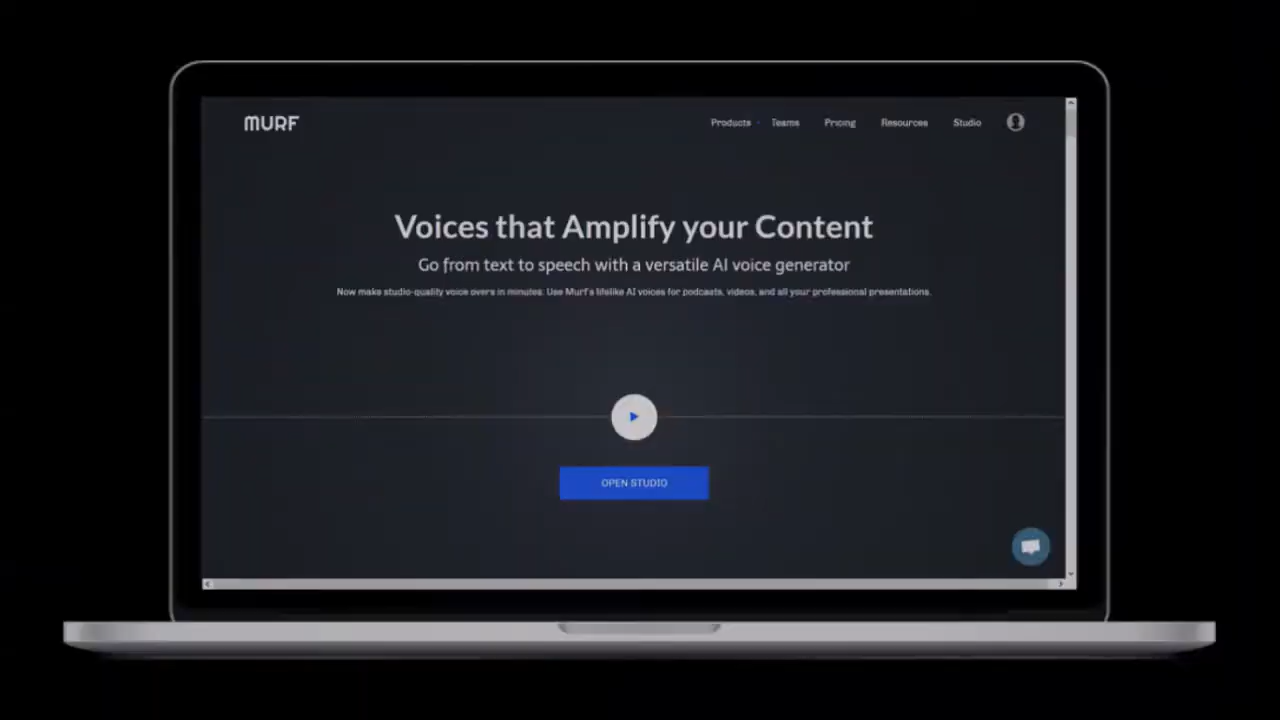 MURF
Products Teams Pricing Resources Studio
Voices that Amplify your Content
Go from text to speech with a versatile AI voice generator
Now make studio-quality voice overs in minutes. Use Murf's lifelike AI voices for podcasts, videos, and all your professional presentations.
OPEN STUDIO